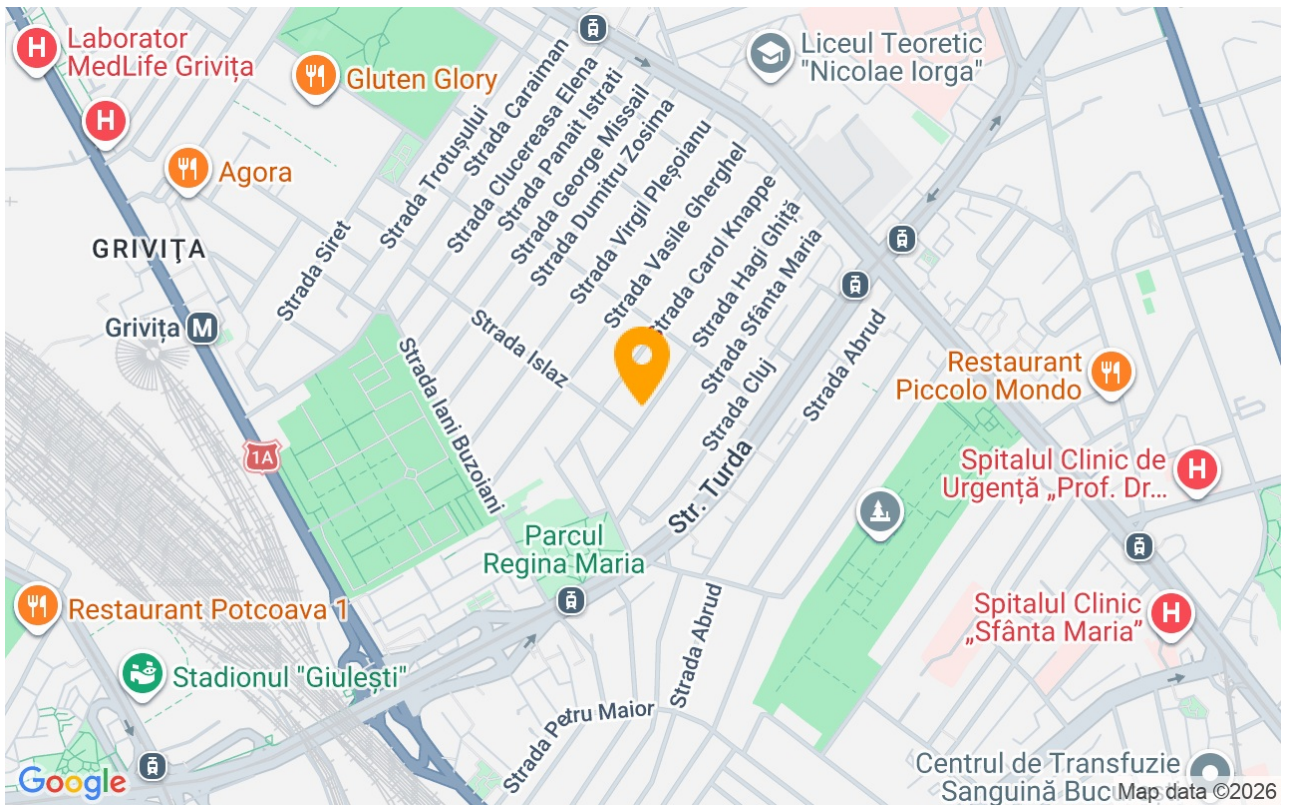 H
Laborator
MedLife Grivița
Gluten Glory
H
Agora
GRIVIȚA
Grivița
M
Strada Siret
Strada Trotușului
Strada Caraiman
Strada Clucereasa Elena
Strada Panait Istrati
Strada George Missail
Strada Dumitru Zosima
Strada Virgil Pleșoianu
Strada Vasile Gherghel
Strada Carol Knappe
Strada Hagi Ghiță
Strada Sfânta Maria
Strada Cluj
Str. Turda
Strada Abrud
Liceul Teoretic
"Nicolae Iorga"
Strada Islaz
Strada Iani Buzoiani
1A
Restaurant
Piccolo Mondo
Spitalul Clinic de
Urgență „Prof. Dr...
H
Parcul
Regina Maria
Restaurant Potcoava 1
Spitalul Clinic
„Sfânta Maria”
H
Stadionul "Giulești"
Strada Abrud
Strada Petru Maior
Centrul de Transfuzie
Sanguină Buc
Google
Map data ©2026